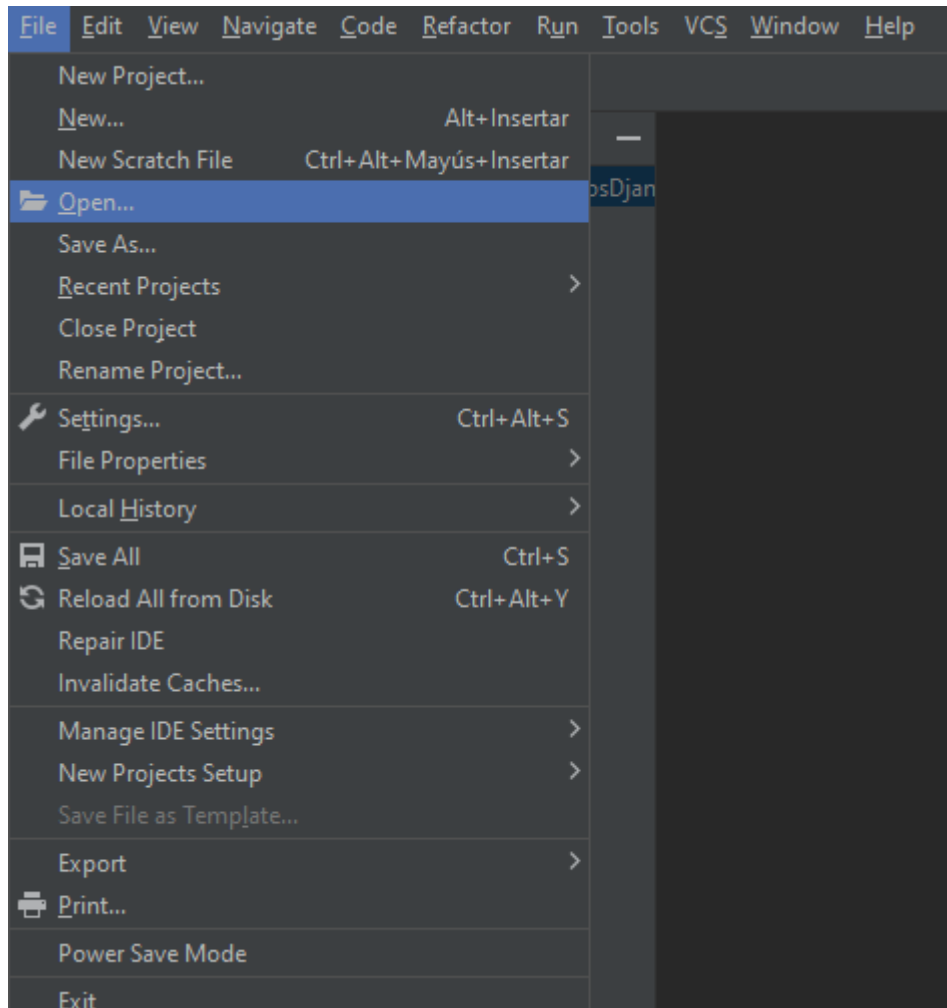 File Edit View Navigate Code Refactor Run Tools VCS Window Help
New Project...
New... Alt+Insertar
New Scratch File Ctrl+Alt+Mayús+Insertar
Open...
osDjan
Save As...
Recent Projects
Close Project
Rename Project...
Settings... Ctrl+Alt+S
File Properties
Local History
Save All Ctrl+S
Reload All from Disk Ctrl+Alt+Y
Repair IDE
Invalidate Caches...
Manage IDE Settings
New Projects Setup
Save File as Template...
Export
Print...
Power Save Mode
Exit